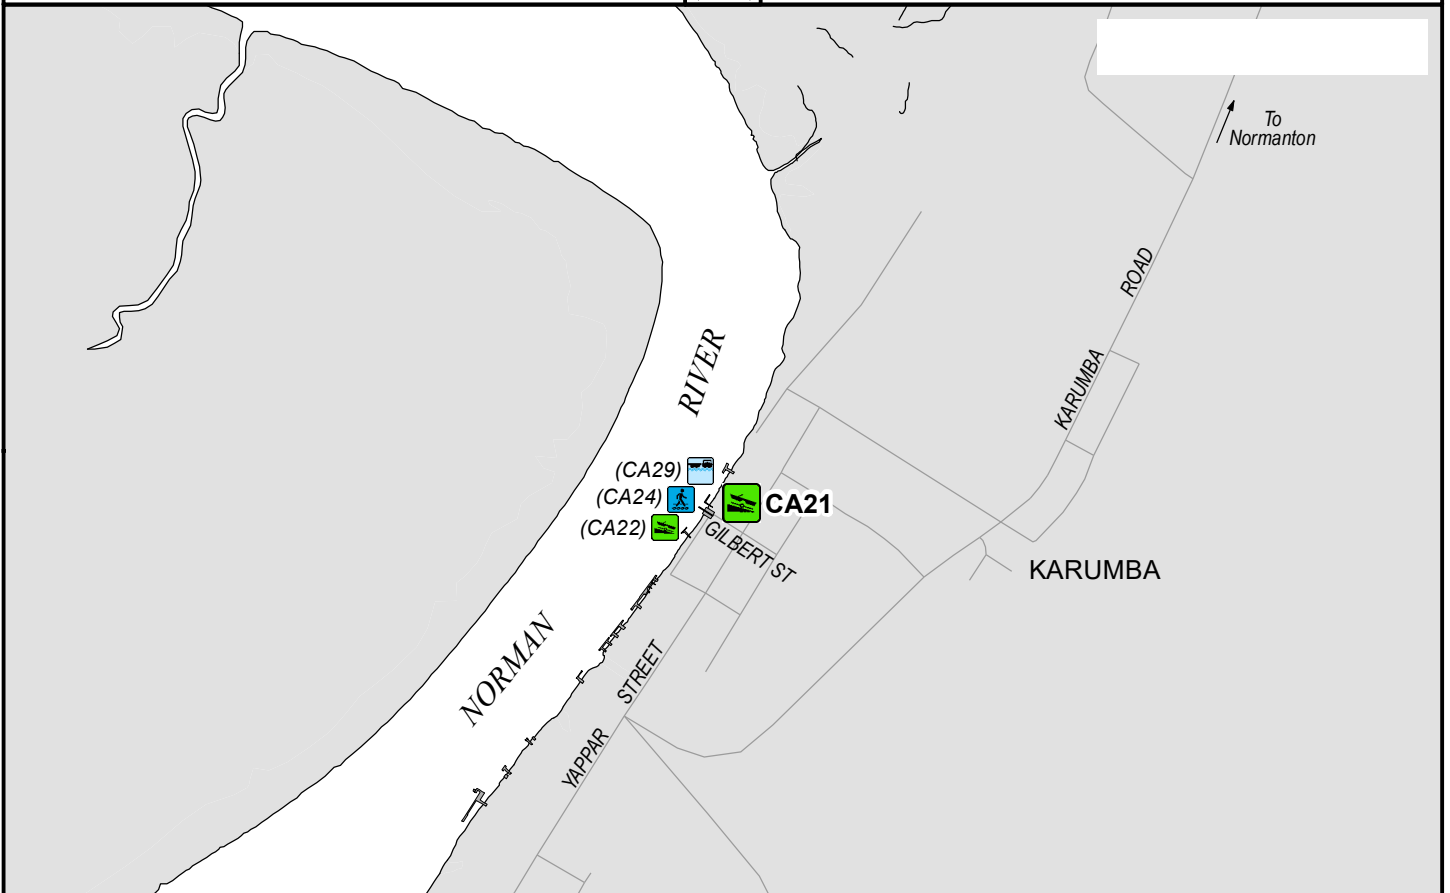 To
Normanton
ROAD
KARUMBA
RIVER
(CA29)
(CA24)
CA21
(CA22)
GILBERT ST
KARUMBA
NORMAN
STREET
YAPPAR